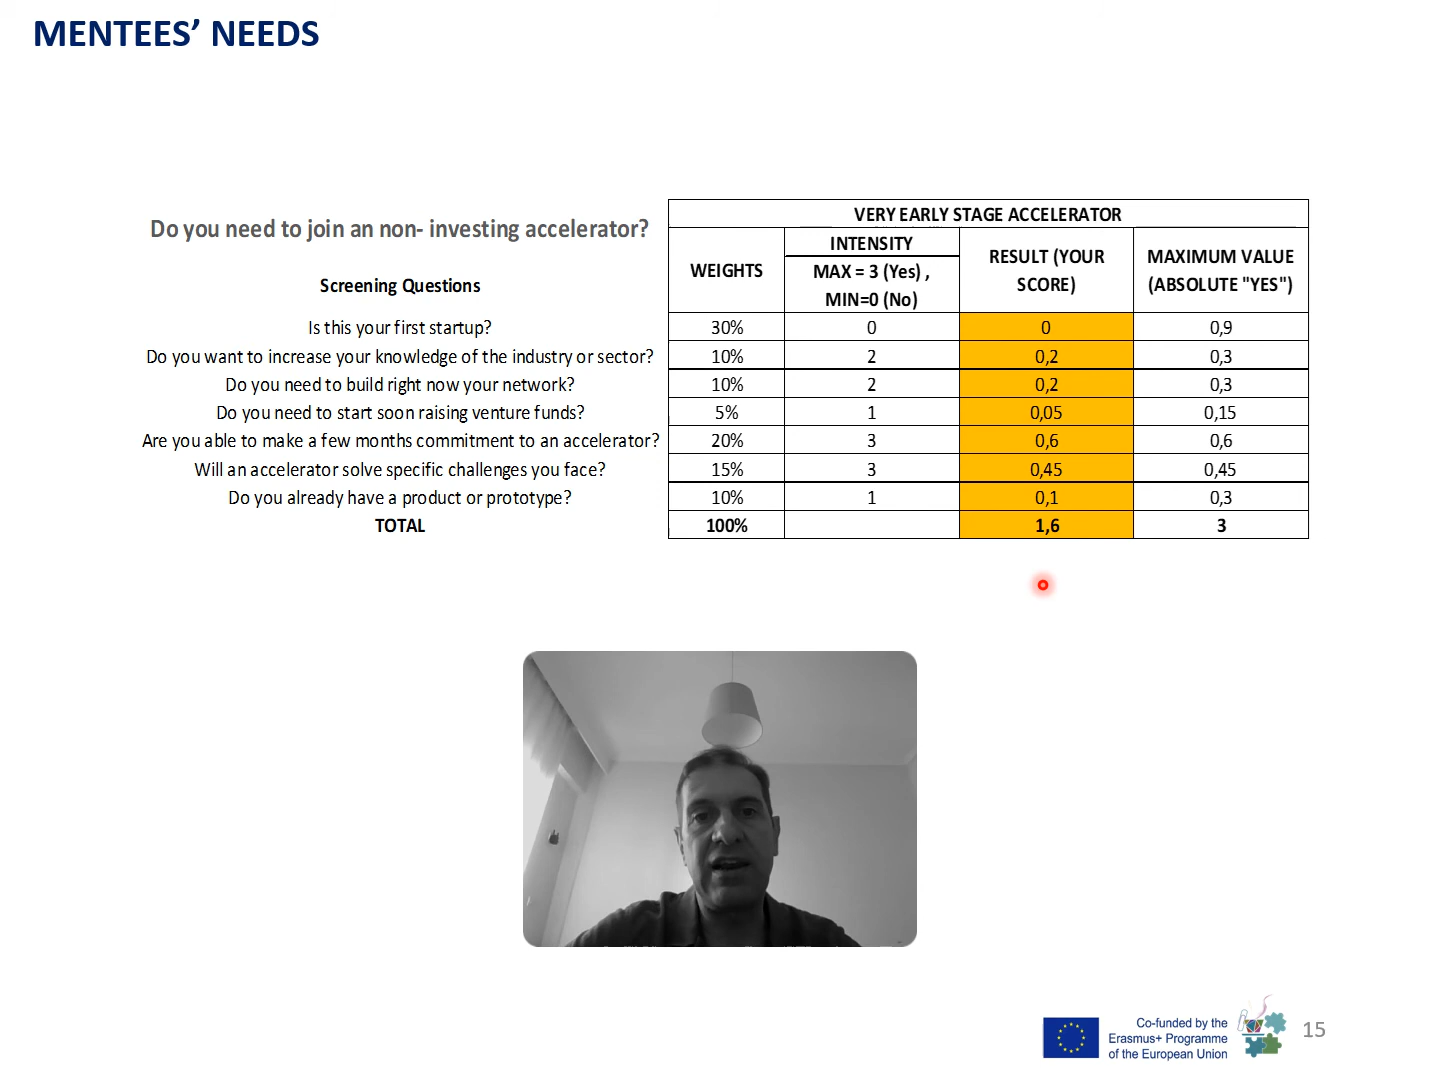 MENTEES’ NEEDS
Do you need to join an non- investing accelerator?
Screening Questions
VERY EARLY STAGE ACCELERATOR
WEIGHTS
INTENSITY
MAX = 3 (Yes) ,
MIN=0 (No)
RESULT (YOUR
SCORE)
MAXIMUM VALUE
(ABSOLUTE "YES")
Is this your first startup? 30% 0 0 0,9
Do you want to increase your knowledge of the industry or sector? 10% 2 0,2 0,3
Do you need to build right now your network? 10% 2 0,2 0,3
Do you need to start soon raising venture funds? 5% 1 0,05 0,15
Are you able to make a few months commitment to an accelerator? 20% 3 0,6 0,6
Will an accelerator solve specific challenges you face? 15% 3 0,45 0,45
Do you already have a product or prototype? 10% 1 0,1 0,3
TOTAL 100% 1,6 3
Co-funded by the
Erasmus+ Programme
of the European Union
15